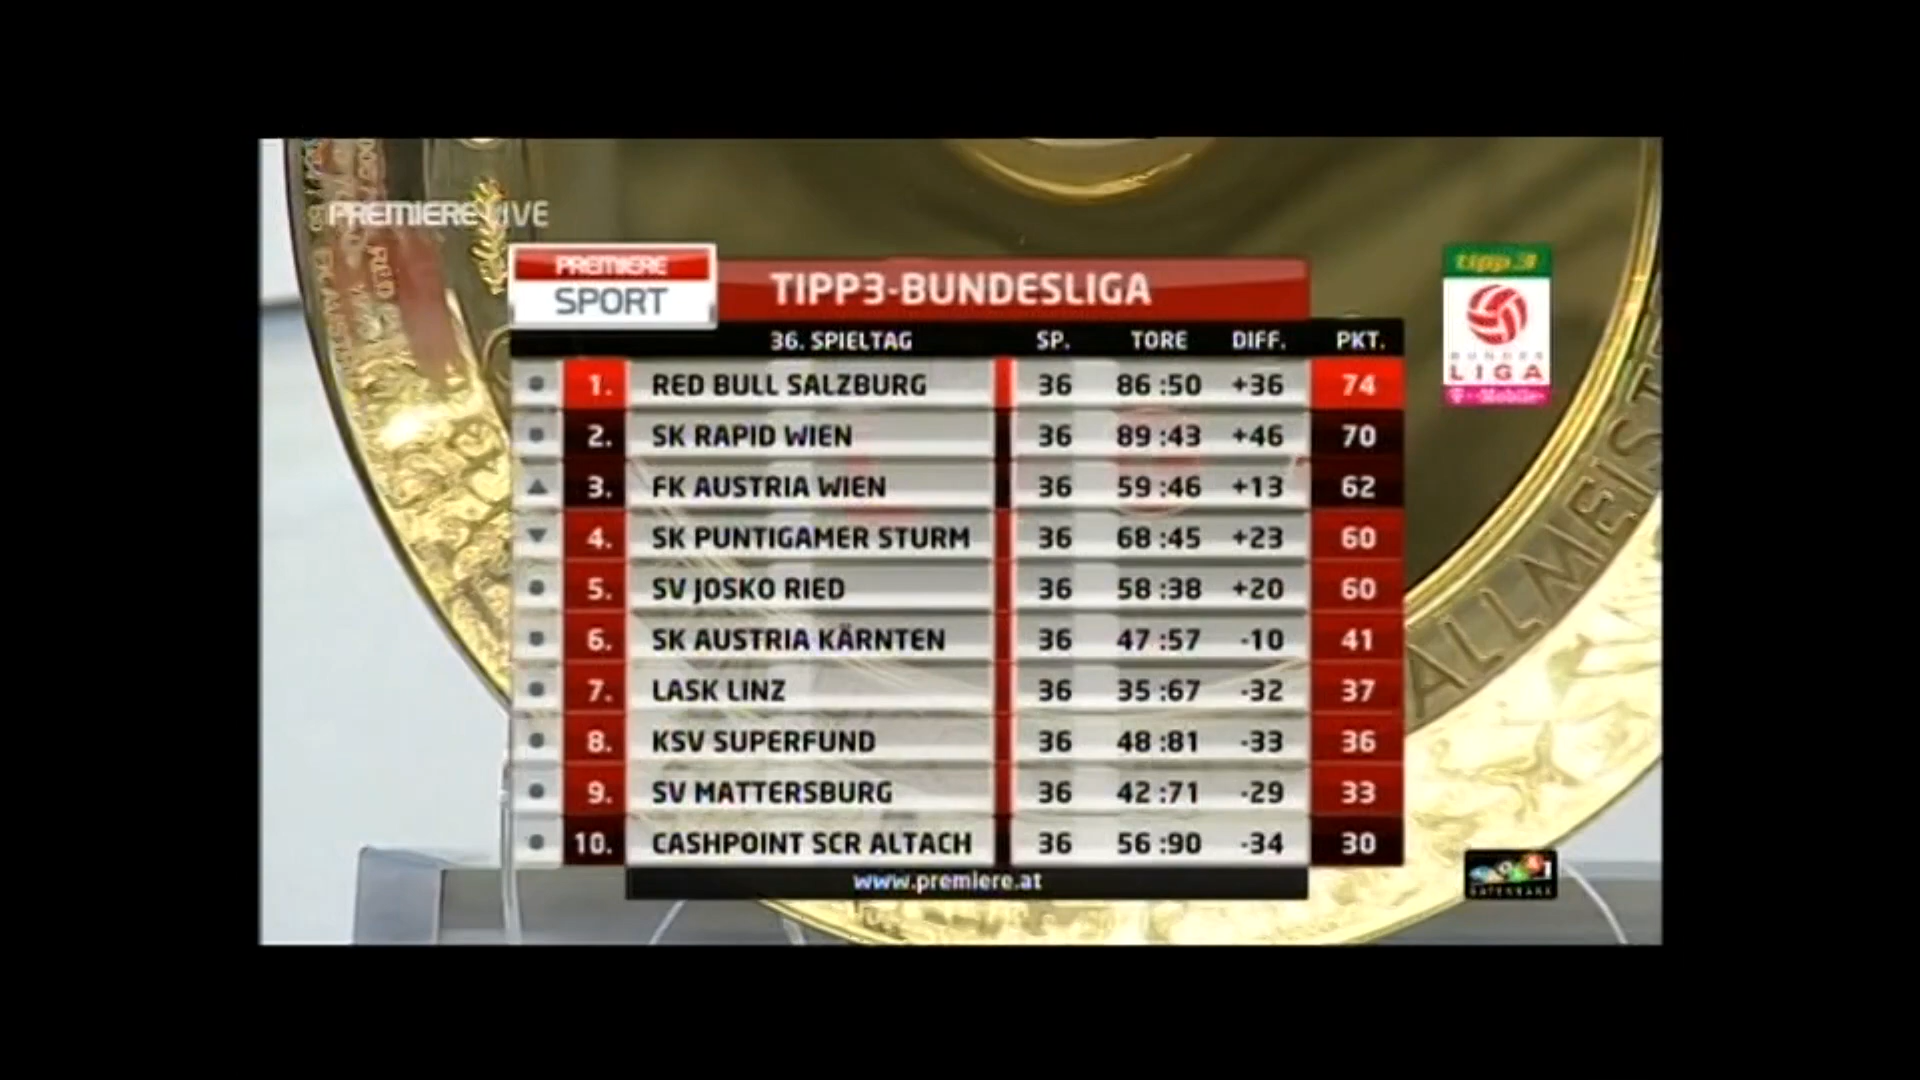 PREMIERE LIVE
PREMIERE
SPORT
TIPP3-BUNDESLIGA
tipp3
BUNDES
LIGA
T··Mobile·
36. SPIELTAG SP. TORE DIFF. PKT.
1. RED BULL SALZBURG 36 86:50 +36 74
2. SK RAPID WIEN 36 89:43 +46 70
3. FK AUSTRIA WIEN 36 59:46 +13 62
4. SK PUNTIGAMER STURM 36 68:45 +23 60
5. SV JOSKO RIED 36 58:38 +20 60
6. SK AUSTRIA KÄRNTEN 36 47:57 -10 41
7. LASK LINZ 36 35:67 -32 37
8. KSV SUPERFUND 36 48:81 -33 36
9. SV MATTERSBURG 36 42:71 -29 33
10. CASHPOINT SCR ALTACH 36 56:90 -34 30
www.premiere.at
ALLMEIST
DATENBANK